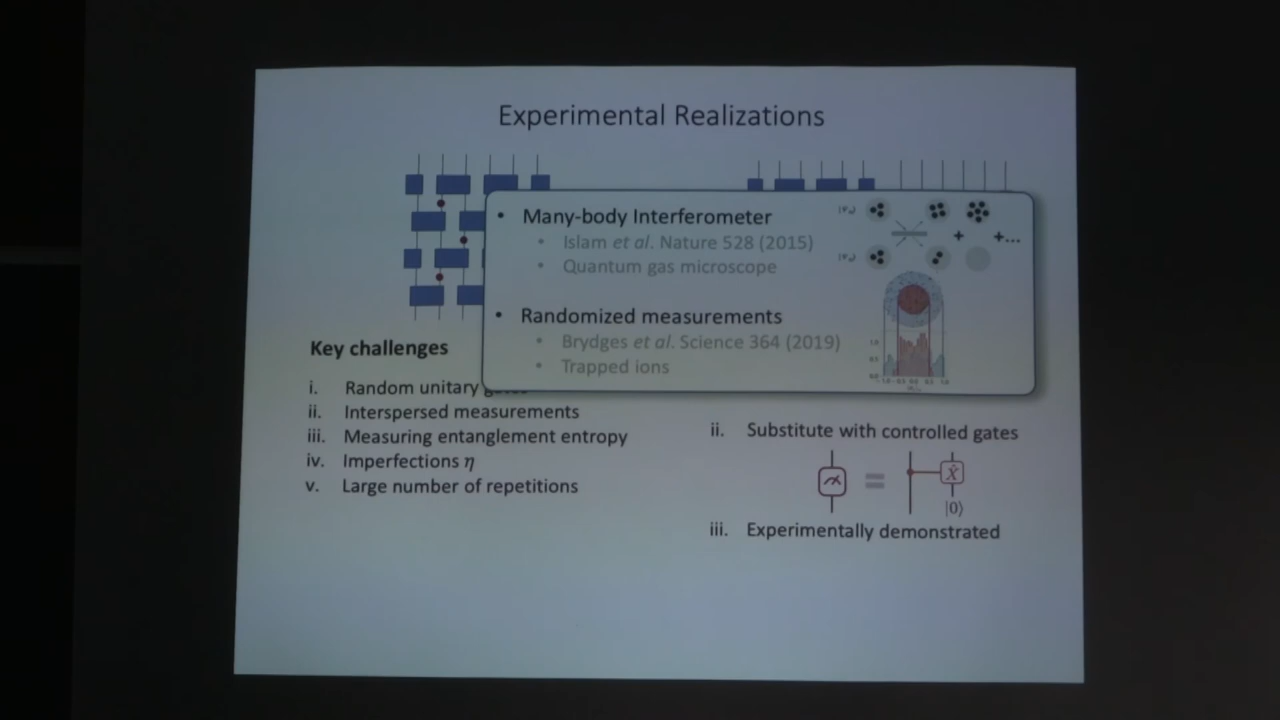 Experimental Realizations
• Many-body Interferometer
• Islam et al. Nature 528 (2015)
• Quantum gas microscope
+
+...
• Randomized measurements
• Brydges et al. Science 364 (2019)
• Trapped ions
Key challenges
i. Random unitary
ii. Interspersed measurements
iii. Measuring entanglement entropy
iv. Imperfections η
v. Large number of repetitions
ii. Substitute with controlled gates
= X̂
|0⟩
iii. Experimentally demonstrated